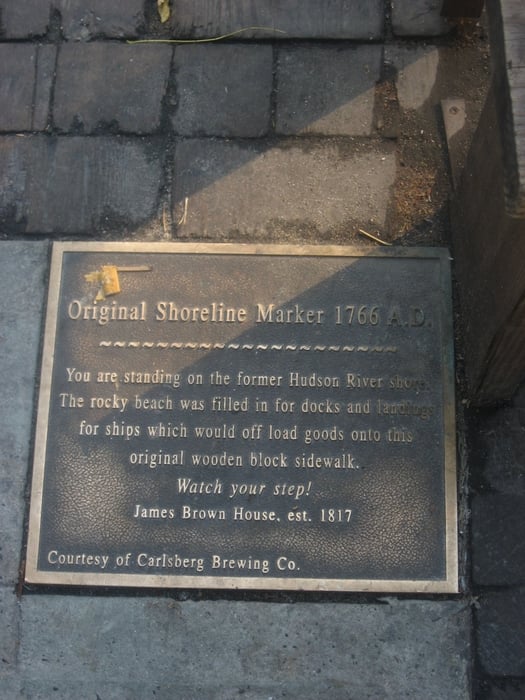 Original Shoreline Marker 1766 A.D.
You are standing on the former Hudson River shore.
The rocky beach was filled in for docks and landings
for ships which would off load goods onto this
original wooden block sidewalk.
Watch your step!
James Brown House, est. 1817
Courtesy of Carlsberg Brewing Co.